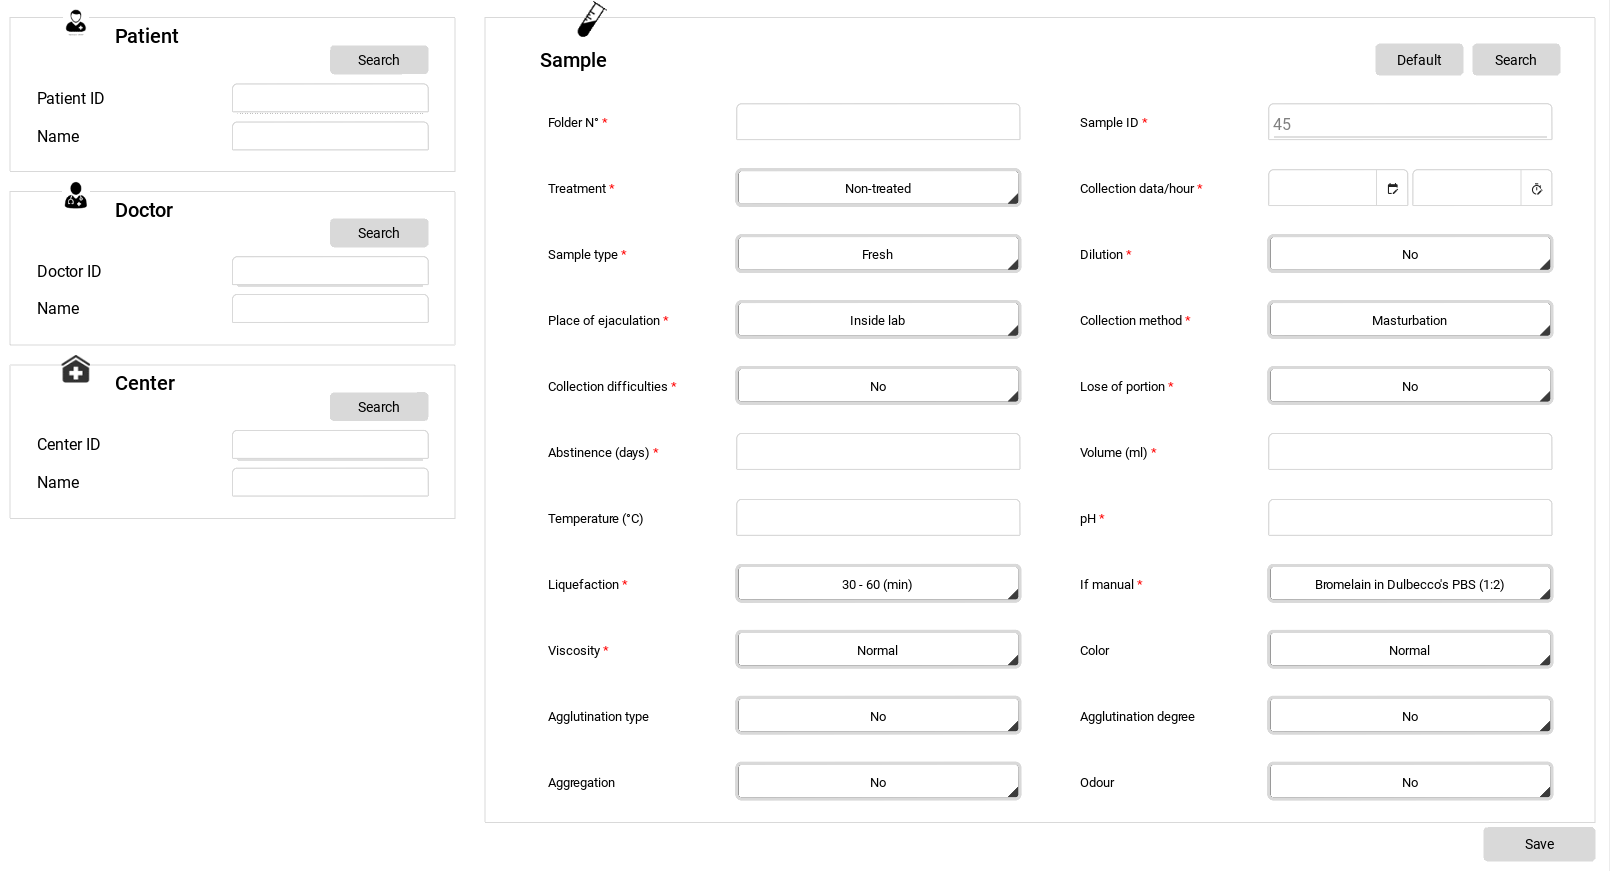 Patient
Search
Patient ID
Name
Doctor
Search
Doctor ID
Name
Center
Search
Center ID
Name
Sample
Default Search
Folder N° * Sample ID * 45
Treatment * Non-treated Collection data/hour *
Sample type * Fresh Dilution * No
Place of ejaculation * Inside lab Collection method * Masturbation
Collection difficulties * No Lose of portion * No
Abstinence (days) * Volume (ml) *
Temperature (°C) pH *
Liquefaction * 30 - 60 (min) If manual * Bromelain in Dulbecco's PBS (1:2)
Viscosity * Normal Color Normal
Agglutination type No Agglutination degree No
Aggregation No Odour No
Save